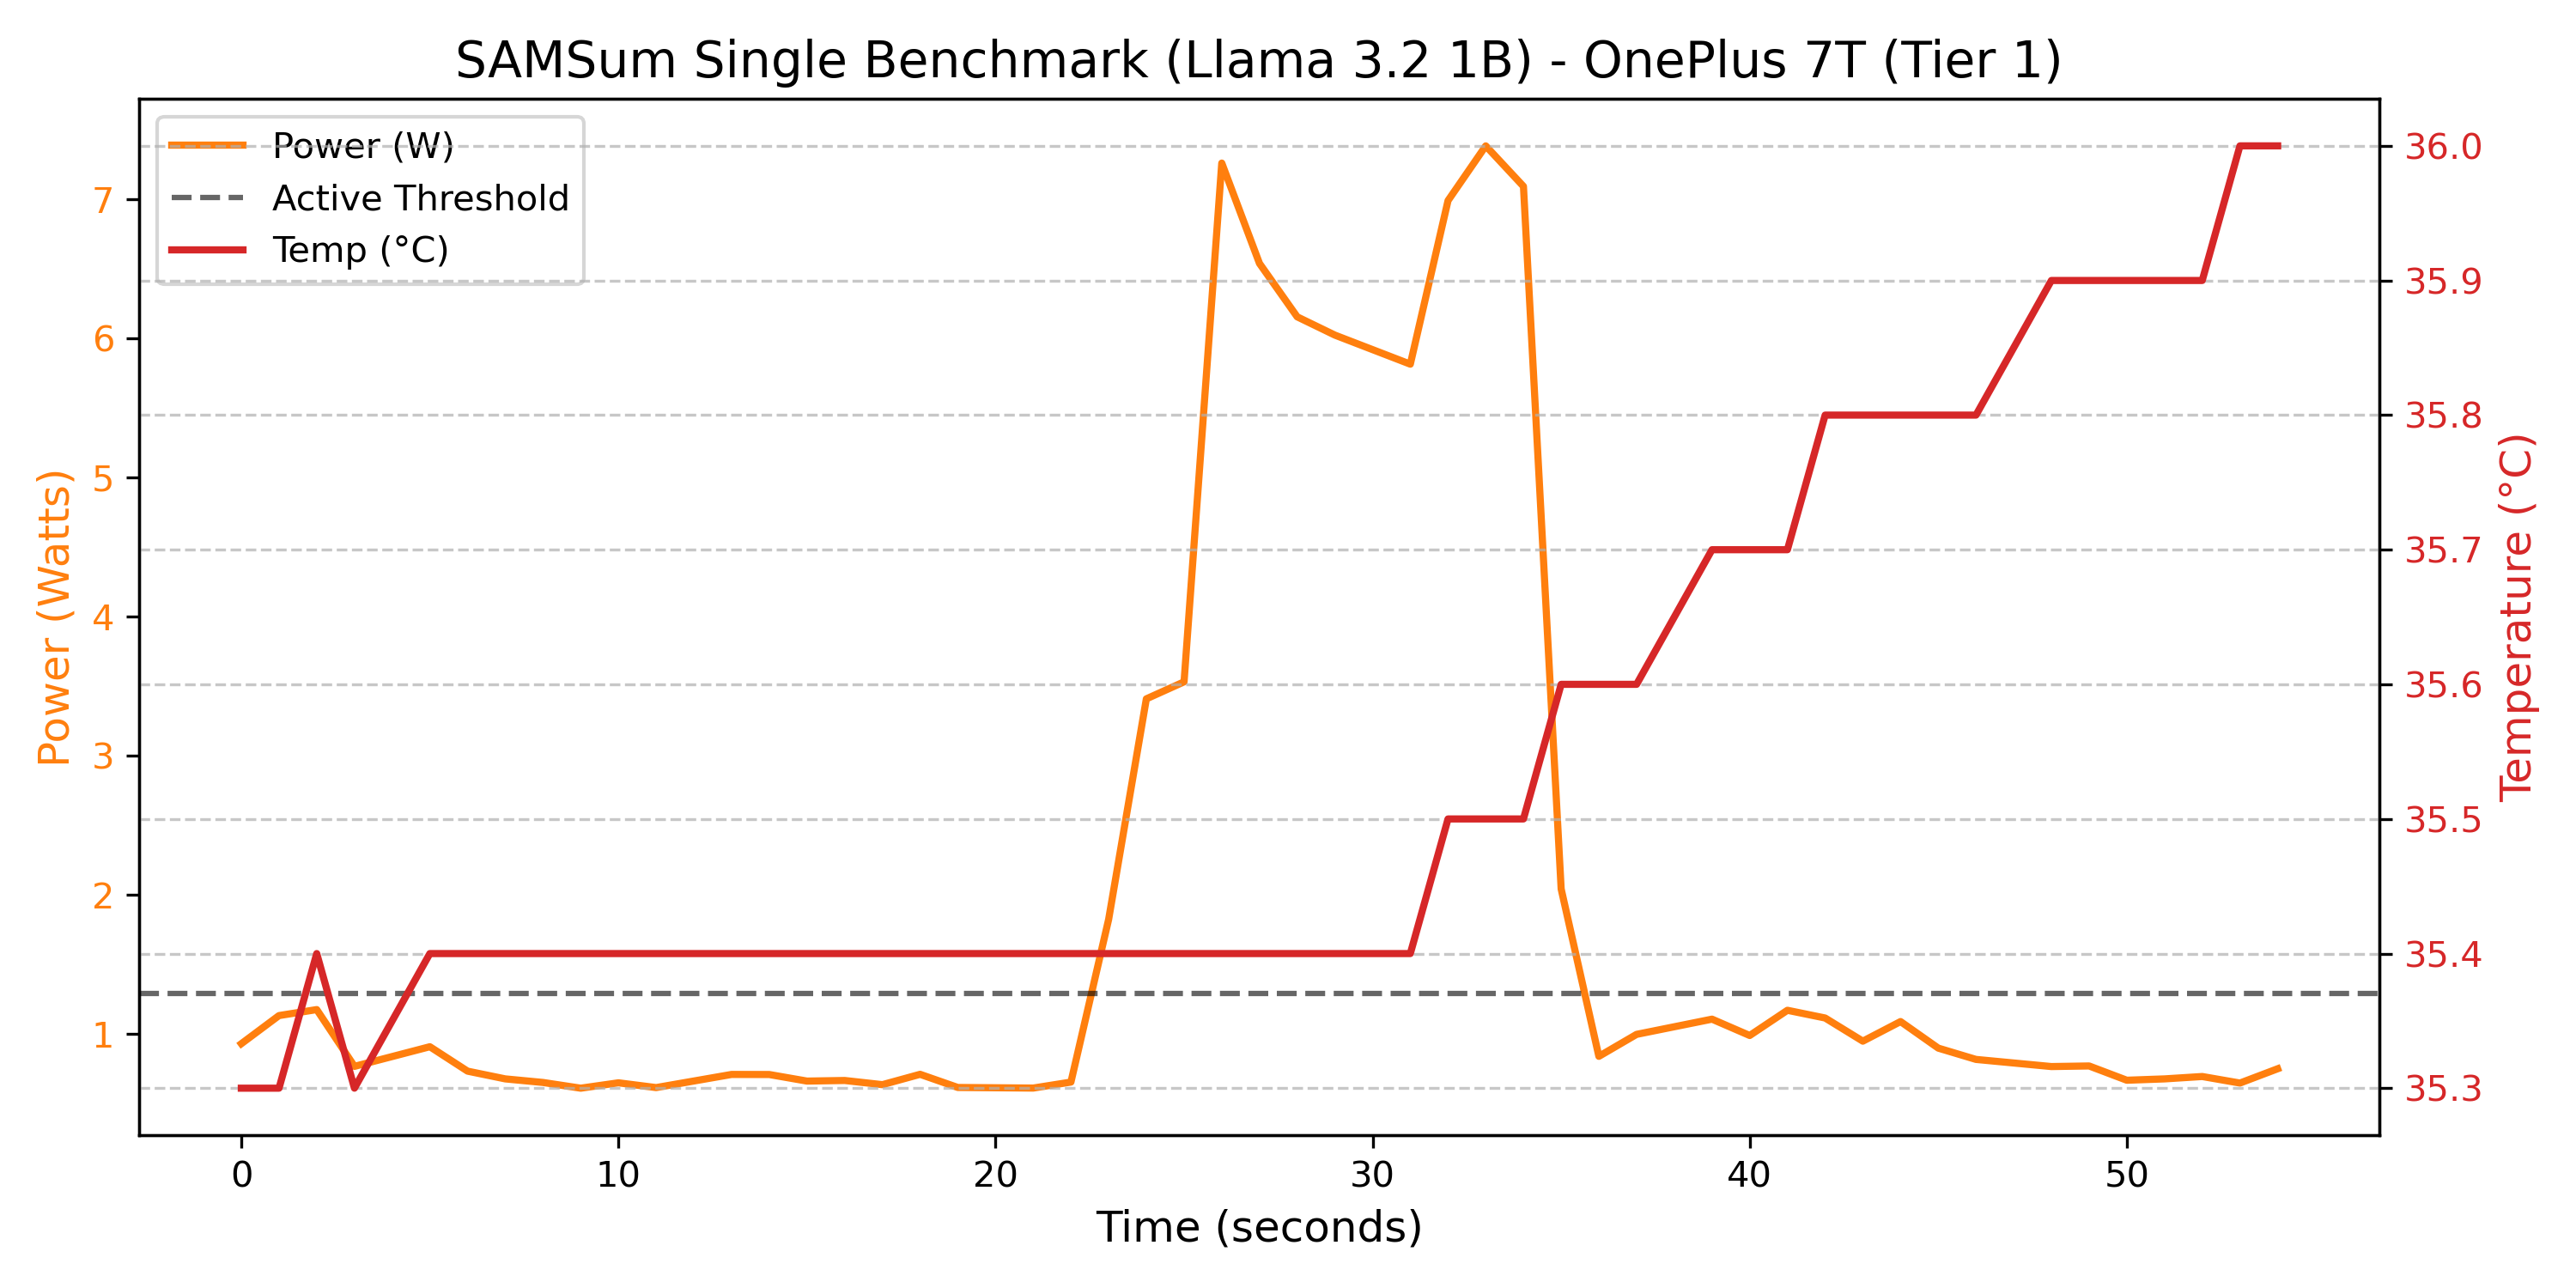 SAMSum Single Benchmark (Llama 3.2 1B) - OnePlus 7T (Tier 1)
Power (W)
Active Threshold
Temp (°C)
Power (Watts)
7
6
5
4
3
2
1
36.0
35.9
35.8
35.7
35.6
35.5
35.4
35.3
Temperature (°C)
0 10 20 30 40 50
Time (seconds)